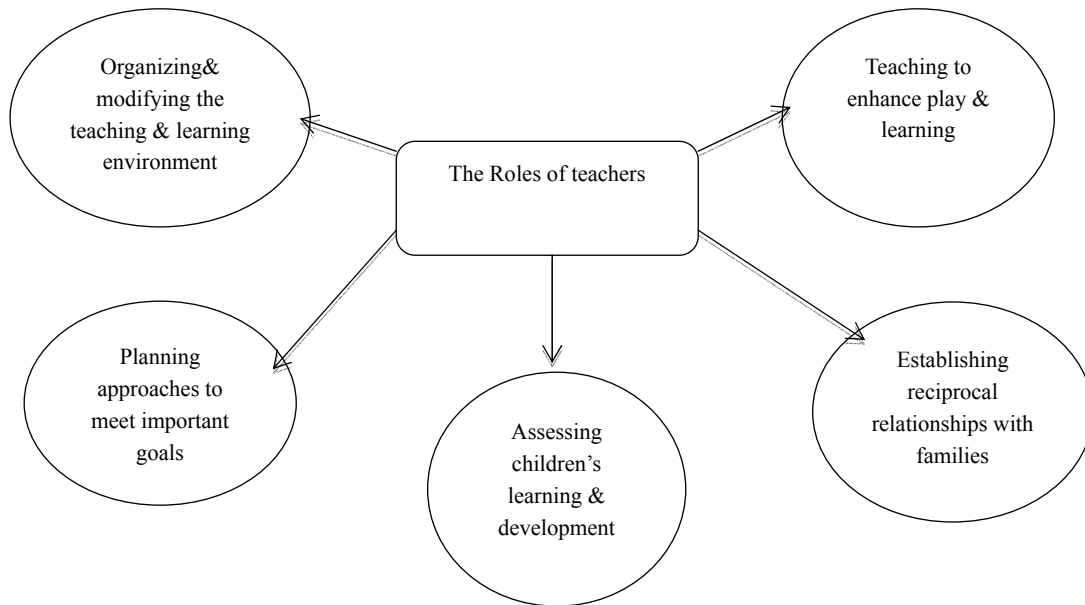 The Roles of teachers
Organizing&
modifying the
teaching & learning
environment
Teaching to
enhance play &
learning
Planning
approaches to
meet important
goals
Assessing
children’s
learning &
development
Establishing
reciprocal
relationships with
families